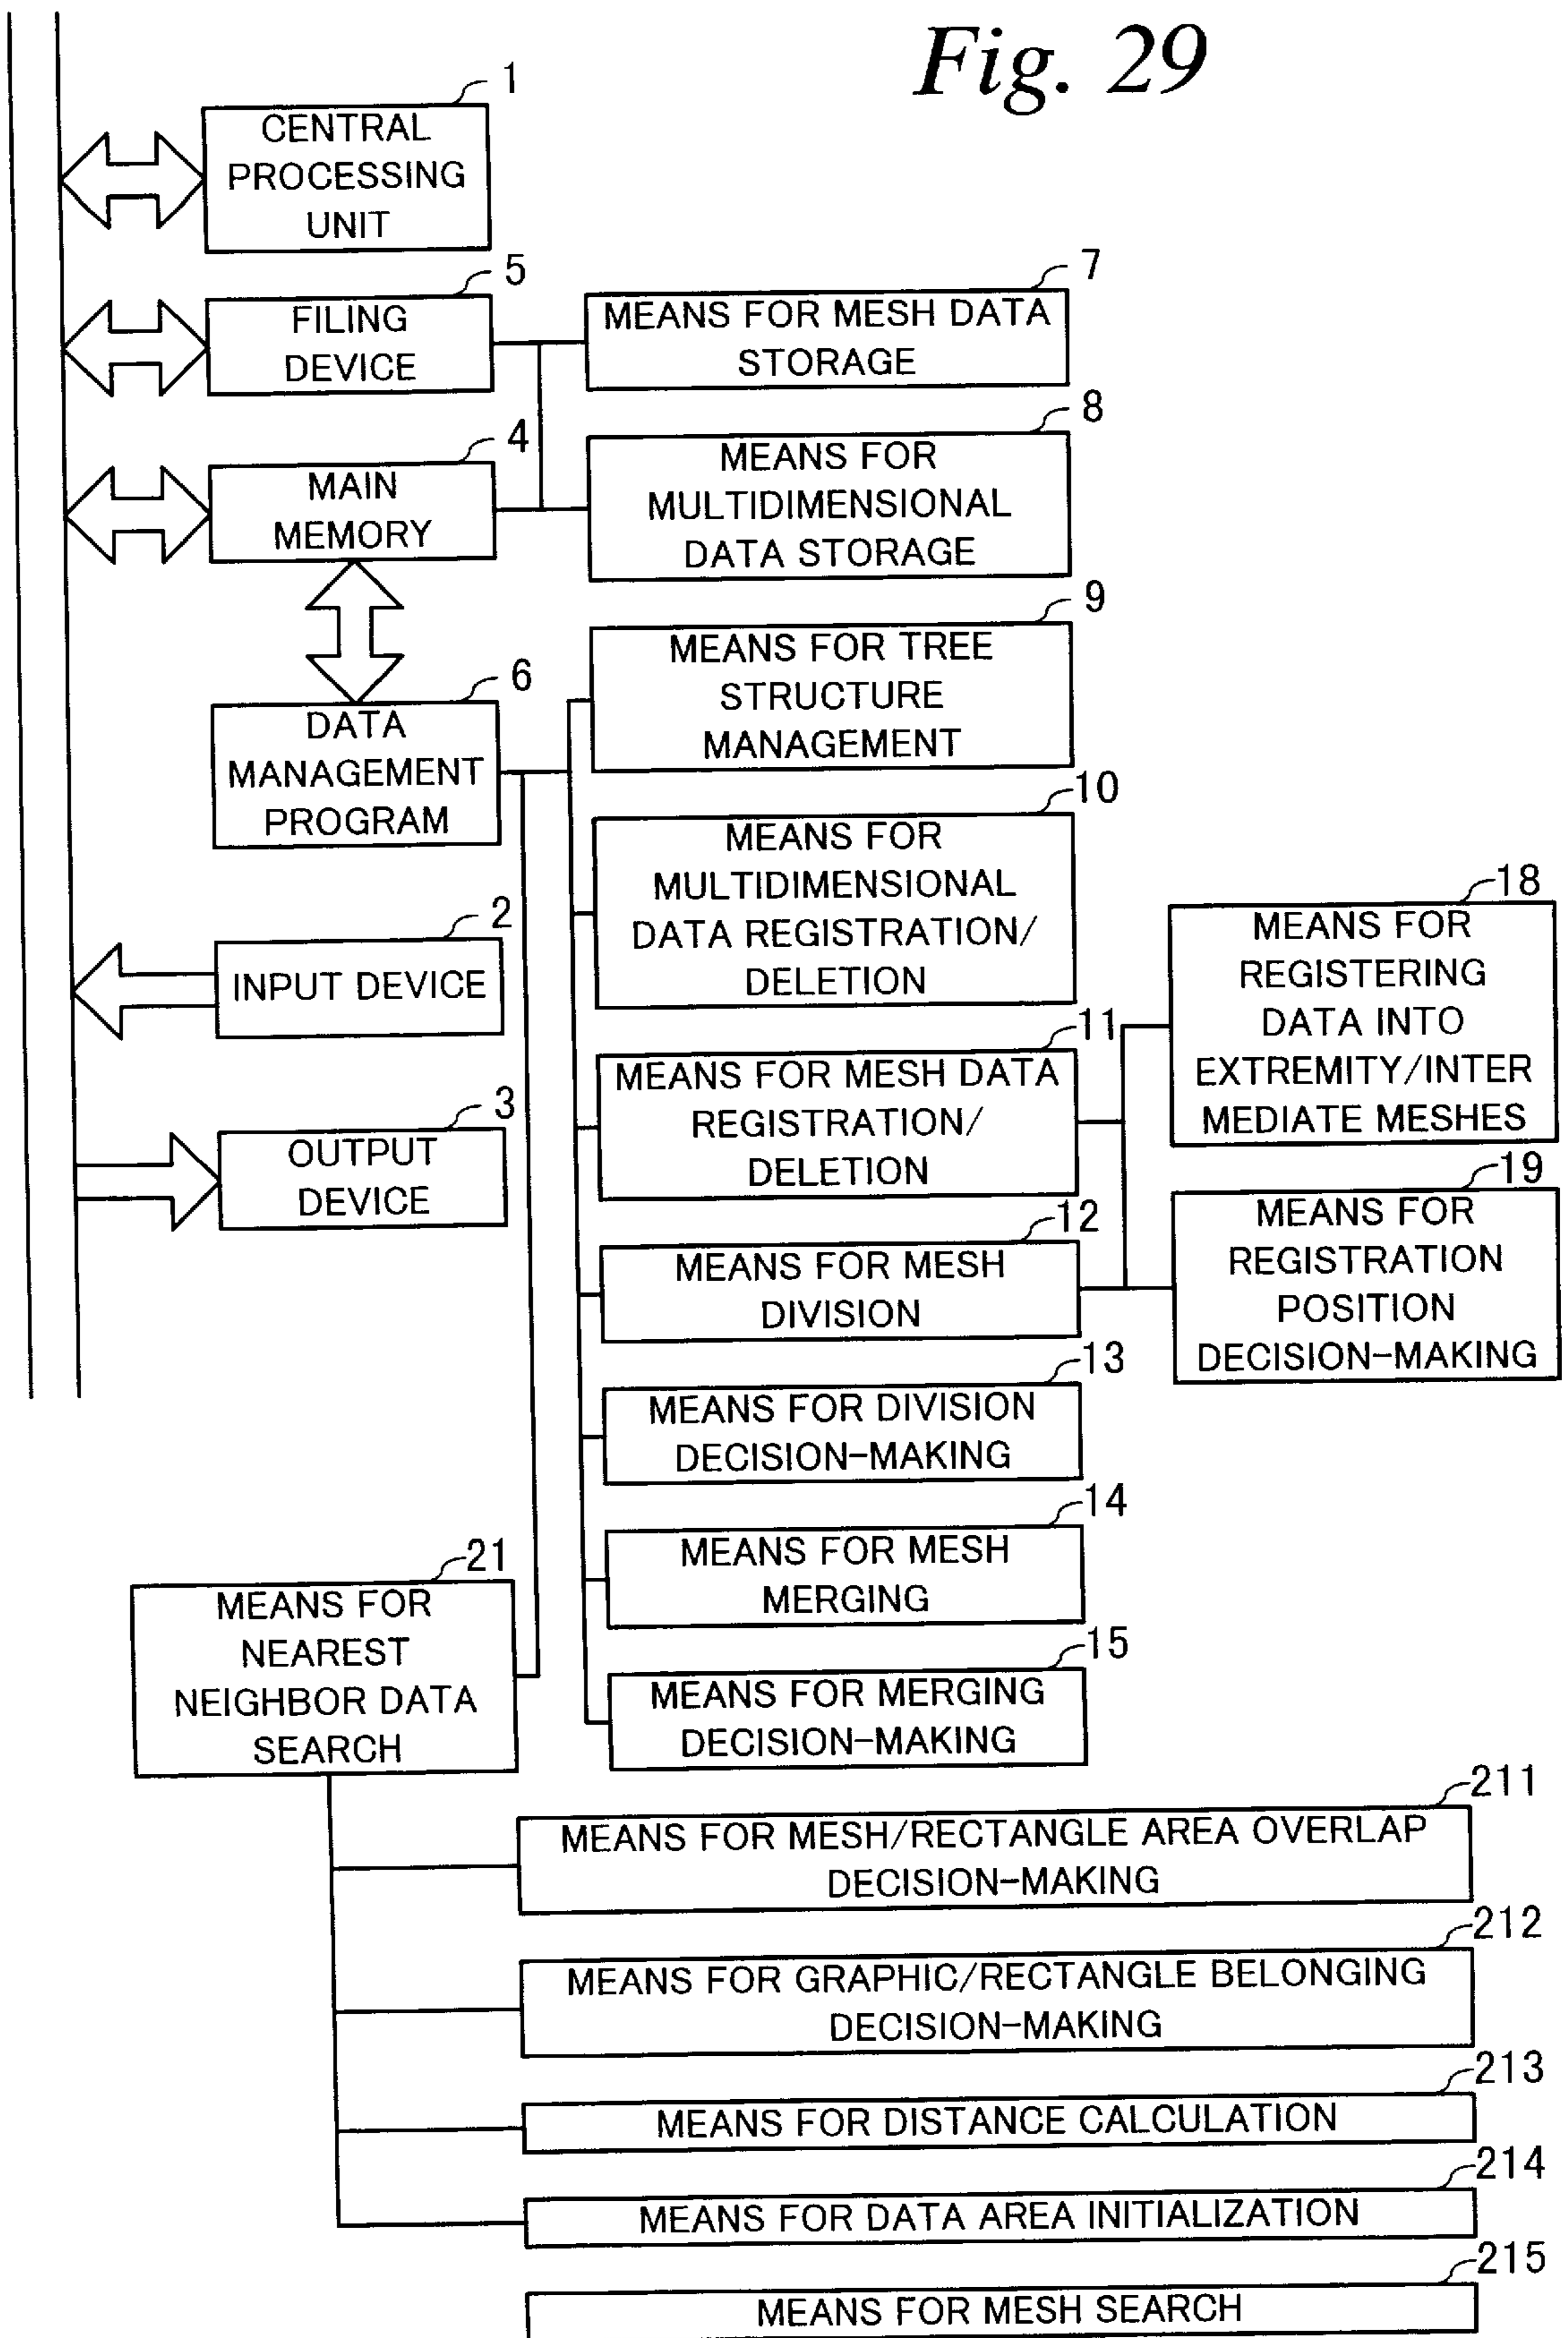 Fig. 29
1
CENTRAL
PROCESSING
UNIT
5
FILING
DEVICE
7
MEANS FOR MESH DATA
STORAGE
4
MAIN
MEMORY
8
MEANS FOR
MULTIDIMENSIONAL
DATA STORAGE
9
MEANS FOR TREE
STRUCTURE
MANAGEMENT
6
DATA
MANAGEMENT
PROGRAM
10
MEANS FOR
MULTIDIMENSIONAL
DATA REGISTRATION/
DELETION
2
INPUT DEVICE
18
MEANS FOR
REGISTERING
DATA INTO
EXTREMITY/INTER
MEDIATE MESHES
11
MEANS FOR MESH DATA
REGISTRATION/
DELETION
3
OUTPUT
DEVICE
19
MEANS FOR
REGISTRATION
POSITION
DECISION-MAKING
12
MEANS FOR MESH
DIVISION
13
MEANS FOR DIVISION
DECISION-MAKING
14
MEANS FOR MESH
MERGING
21
MEANS FOR
NEAREST
NEIGHBOR DATA
SEARCH
15
MEANS FOR MERGING
DECISION-MAKING
211
MEANS FOR MESH/RECTANGLE AREA OVERLAP
DECISION-MAKING
212
MEANS FOR GRAPHIC/RECTANGLE BELONGING
DECISION-MAKING
213
MEANS FOR DISTANCE CALCULATION
214
MEANS FOR DATA AREA INITIALIZATION
215
MEANS FOR MESH SEARCH